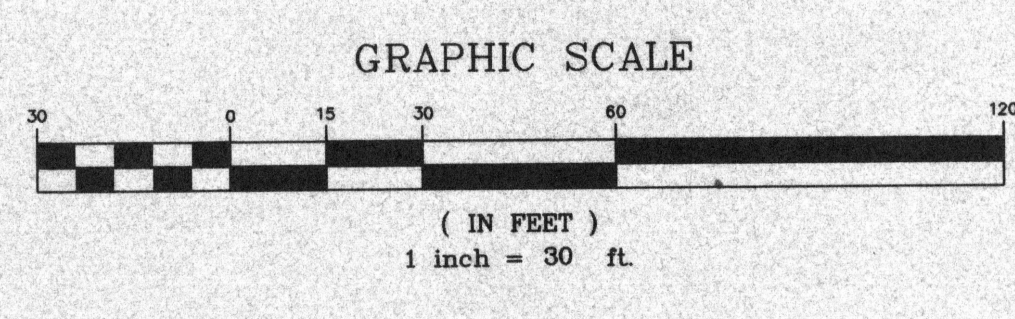 GRAPHIC SCALE
30 0 15 30 60 120
( IN FEET )
1 inch = 30 ft.